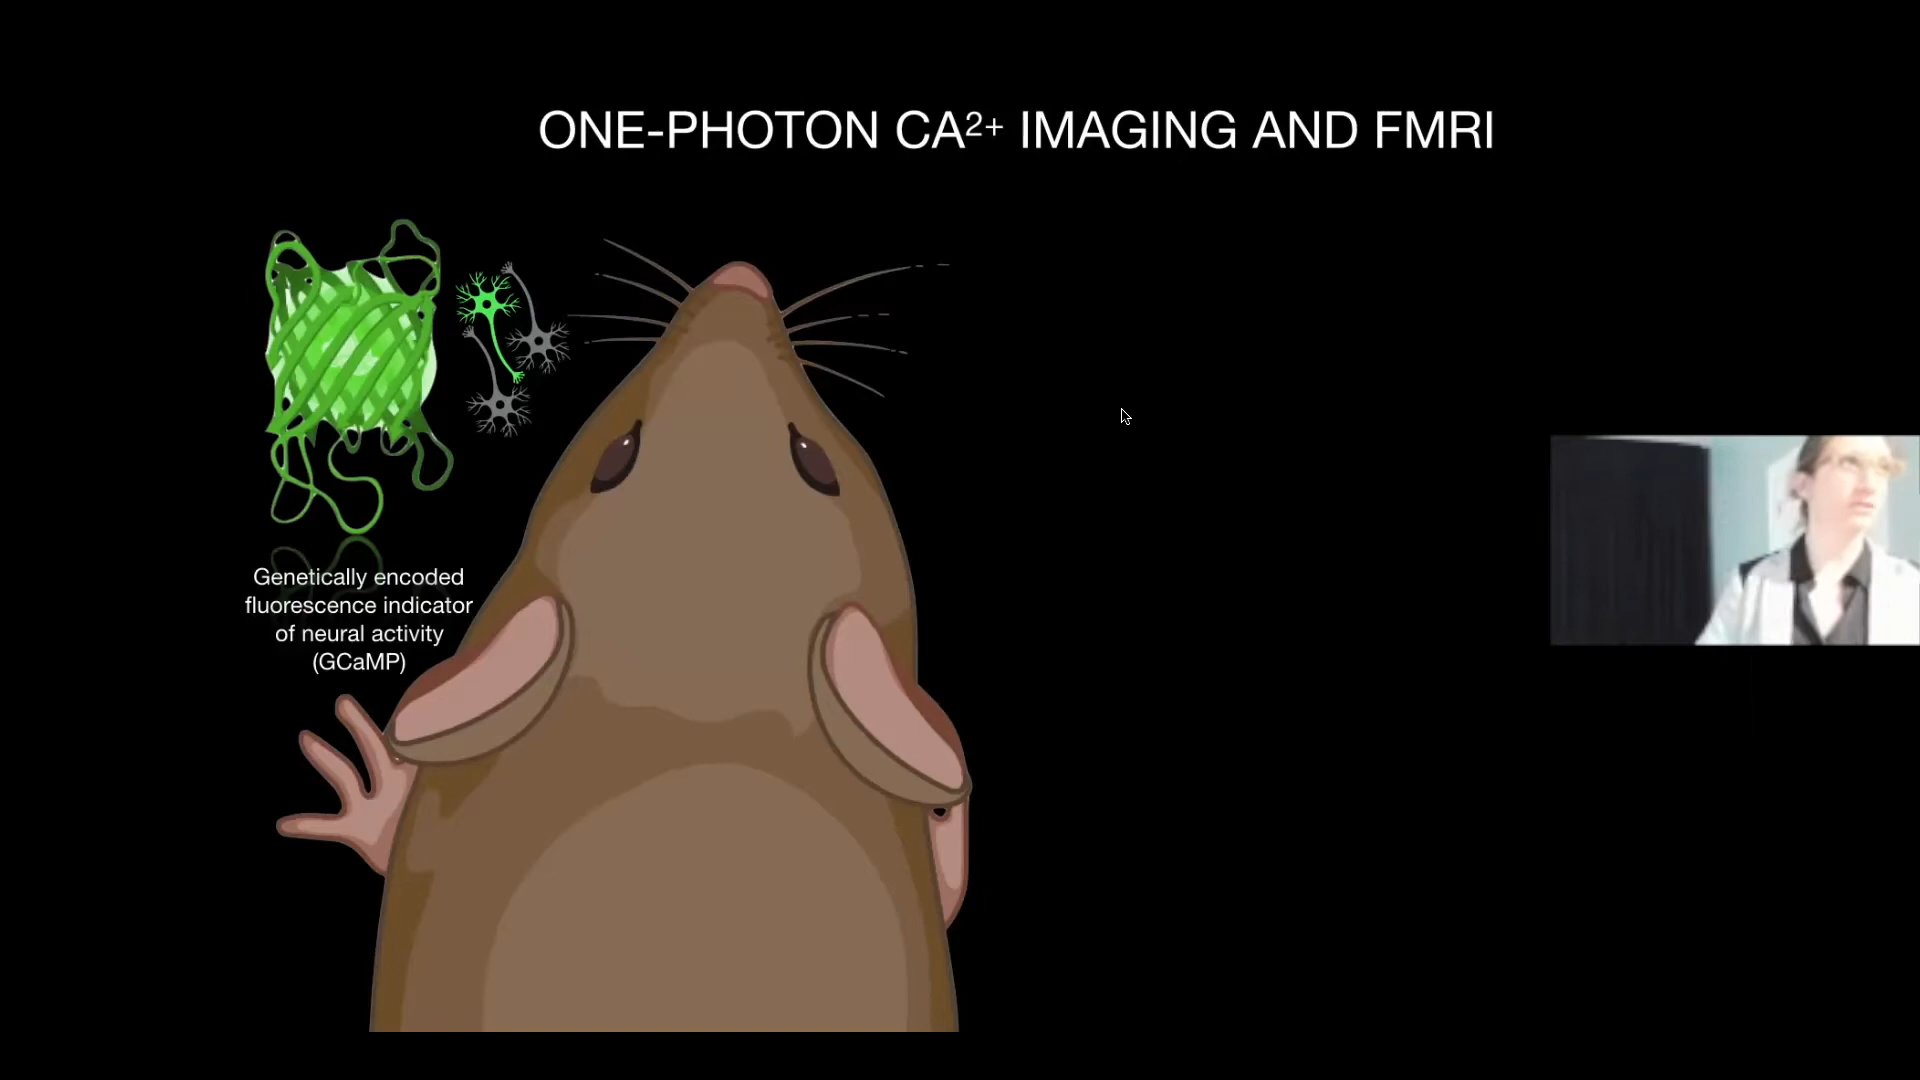 ONE-PHOTON CA²⁺ IMAGING AND FMRI
Genetically encoded
fluorescence indicator
of neural activity
(GCaMP)